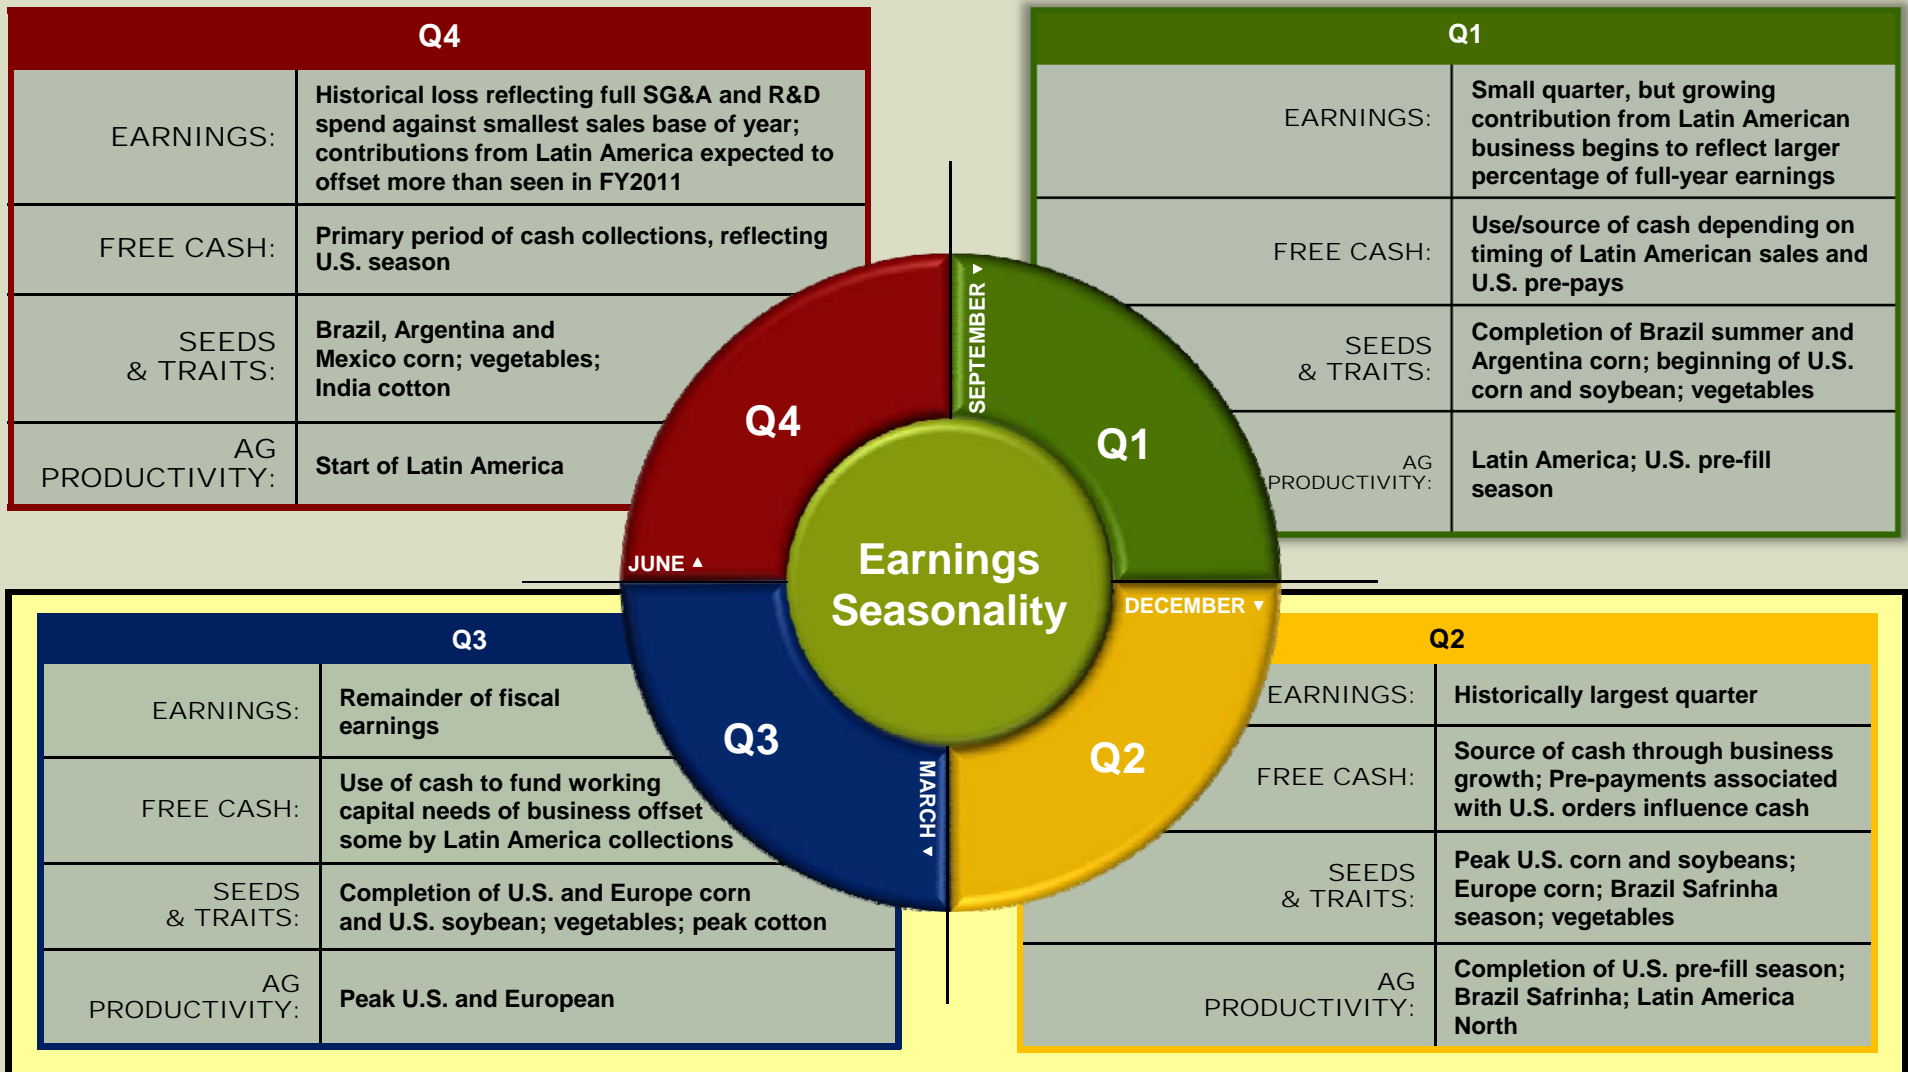 Q4
EARNINGS:
Historical loss reflecting full SG&A and R&D
spend against smallest sales base of year;
contributions from Latin America expected to
offset more than seen in FY2011
FREE CASH:
Primary period of cash collections, reflecting
U.S. season
SEEDS
& TRAITS:
Brazil, Argentina and
Mexico corn; vegetables;
India cotton
AG
PRODUCTIVITY:
Start of Latin America
Q1
EARNINGS:
Small quarter, but growing
contribution from Latin American
business begins to reflect larger
percentage of full-year earnings
FREE CASH:
Use/source of cash depending on
timing of Latin American sales and
U.S. pre-pays
SEEDS
& TRAITS:
Completion of Brazil summer and
Argentina corn; beginning of U.S.
corn and soybean; vegetables
AG
PRODUCTIVITY:
Latin America; U.S. pre-fill
season
Q4
SEPTEMBER ▼
Q1
JUNE ▲
Earnings
Seasonality
DECEMBER ▼
Q3
MARCH ▼
Q2
Q3
EARNINGS:
Remainder of fiscal
earnings
FREE CASH:
Use of cash to fund working
capital needs of business offset
some by Latin America collections
SEEDS
& TRAITS:
Completion of U.S. and Europe corn
and U.S. soybean; vegetables; peak cotton
AG
PRODUCTIVITY:
Peak U.S. and European
Q2
EARNINGS:
Historically largest quarter
FREE CASH:
Source of cash through business
growth; Pre-payments associated
with U.S. orders influence cash
SEEDS
& TRAITS:
Peak U.S. corn and soybeans;
Europe corn; Brazil Safrinha
season; vegetables
AG
PRODUCTIVITY:
Completion of U.S. pre-fill season;
Brazil Safrinha; Latin America
North